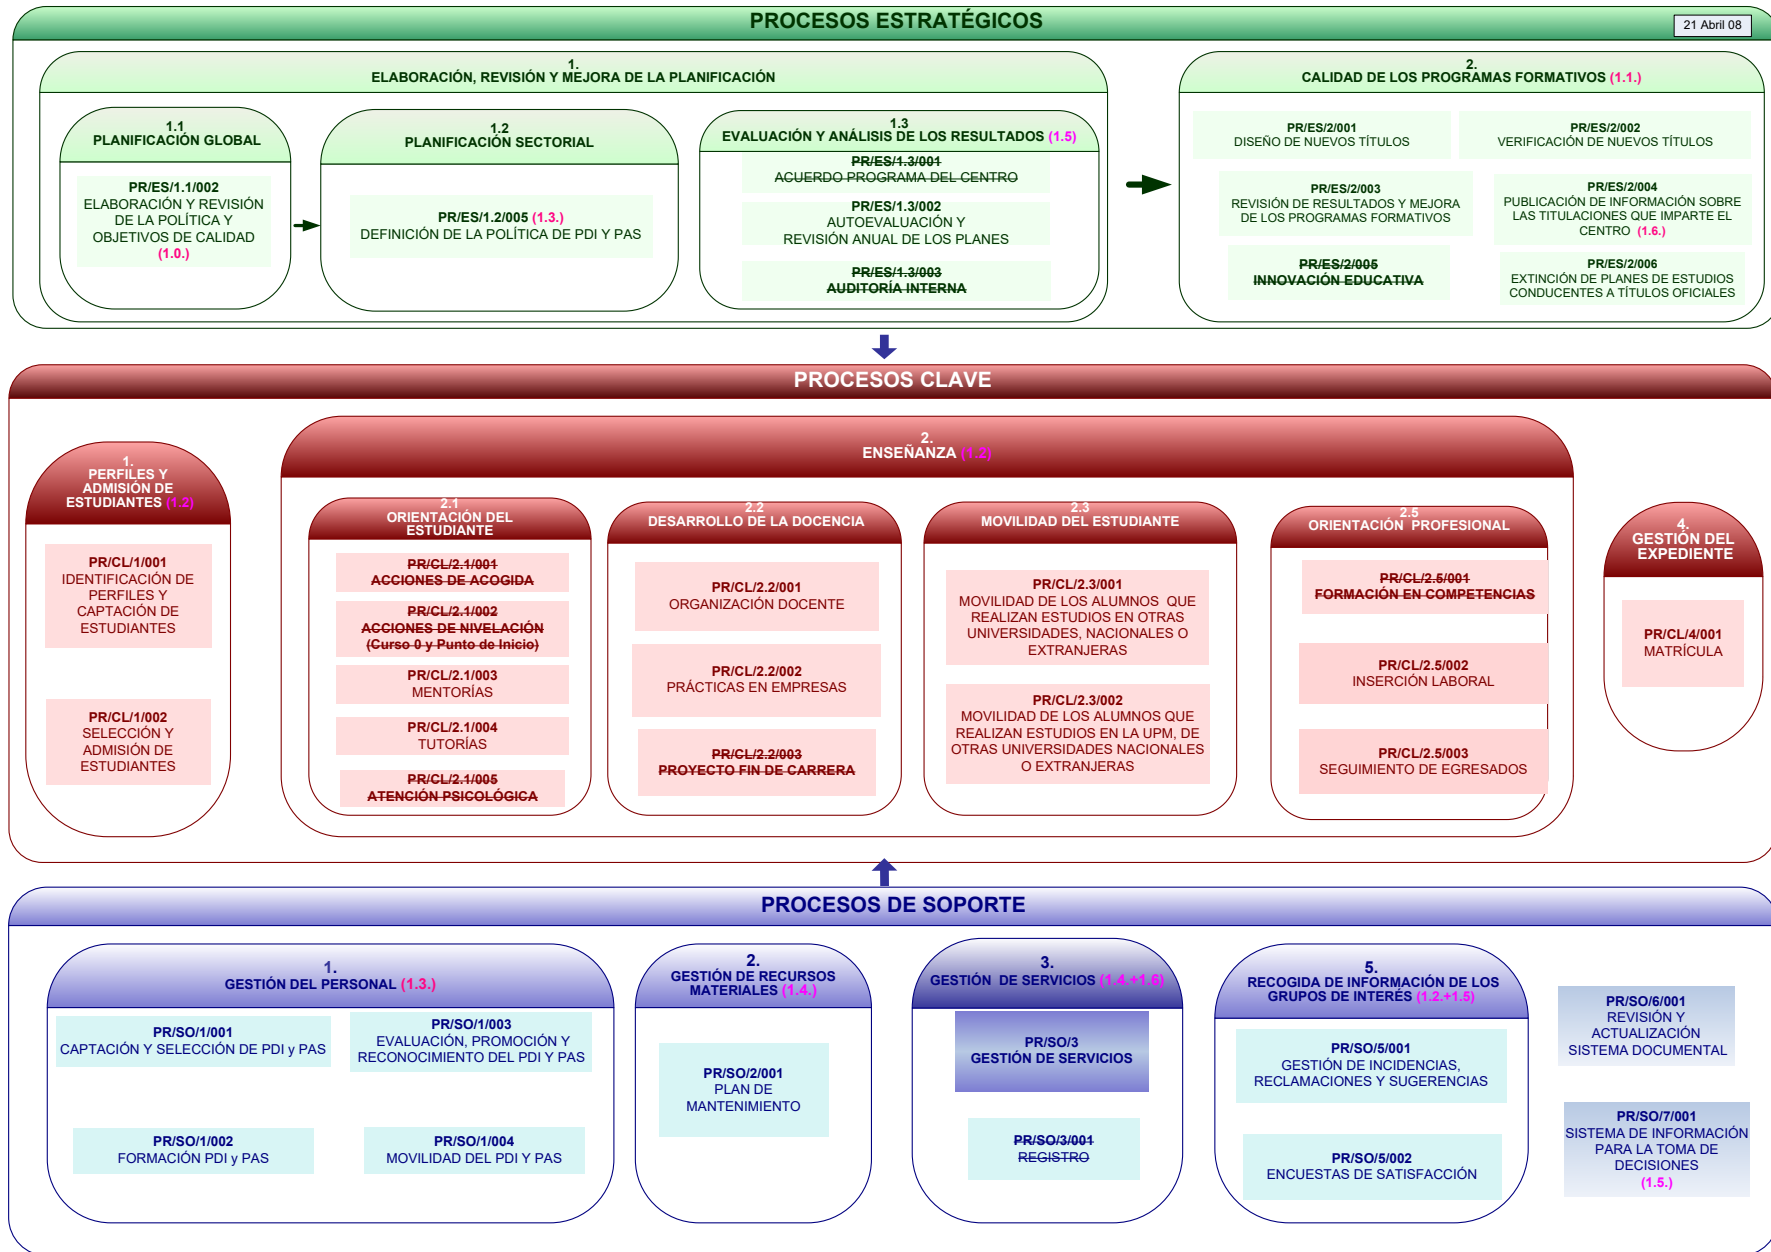 PROCESOS ESTRATÉGICOS
21 Abril 08
1.
ELABORACIÓN, REVISIÓN Y MEJORA DE LA PLANIFICACIÓN
1.1
PLANIFICACIÓN GLOBAL
PR/ES/1.1/002
ELABORACIÓN Y REVISIÓN
DE LA POLÍTICA Y
OBJETIVOS DE CALIDAD
(1.0.)
1.2
PLANIFICACIÓN SECTORIAL
PR/ES/1.2/005 (1.3.)
DEFINICIÓN DE LA POLÍTICA DE PDI Y PAS
1.3
EVALUACIÓN Y ANÁLISIS DE LOS RESULTADOS (1.5)
PR/ES/1.3/001
ACUERDO PROGRAMA DEL CENTRO
PR/ES/1.3/002
AUTOEVALUACIÓN Y
REVISIÓN ANUAL DE LOS PLANES
PR/ES/1.3/003
AUDITORÍA INTERNA
2.
CALIDAD DE LOS PROGRAMAS FORMATIVOS (1.1.)
PR/ES/2/001
DISEÑO DE NUEVOS TÍTULOS
PR/ES/2/002
VERIFICACIÓN DE NUEVOS TÍTULOS
PR/ES/2/003
REVISIÓN DE RESULTADOS Y MEJORA
DE LOS PROGRAMAS FORMATIVOS
PR/ES/2/004
PUBLICACIÓN DE INFORMACIÓN SOBRE
LAS TITULACIONES QUE IMPARTE EL
CENTRO (1.6.)
PR/ES/2/005
INNOVACIÓN EDUCATIVA
PR/ES/2/006
EXTINCIÓN DE PLANES DE ESTUDIOS
CONDUCENTES A TÍTULOS OFICIALES
PROCESOS CLAVE
1.
PERFILES Y
ADMISIÓN DE
ESTUDIANTES (1.2)
PR/CL/1/001
IDENTIFICACIÓN DE
PERFILES Y
CAPTACIÓN DE
ESTUDIANTES
PR/CL/1/002
SELECCIÓN Y
ADMISIÓN DE
ESTUDIANTES
2.
ENSEÑANZA (1.2)
2.1
ORIENTACIÓN DEL
ESTUDIANTE
PR/CL/2.1/001
ACCIONES DE ACOGIDA
PR/CL/2.1/002
ACCIONES DE NIVELACIÓN
(Curso 0 y Punto de Inicio)
PR/CL/2.1/003
MENTORÍAS
PR/CL/2.1/004
TUTORÍAS
PR/CL/2.1/005
ATENCIÓN PSICOLÓGICA
2.2
DESARROLLO DE LA DOCENCIA
PR/CL/2.2/001
ORGANIZACIÓN DOCENTE
PR/CL/2.2/002
PRÁCTICAS EN EMPRESAS
PR/CL/2.2/003
PROYECTO FIN DE CARRERA
2.3
MOVILIDAD DEL ESTUDIANTE
PR/CL/2.3/001
MOVILIDAD DE LOS ALUMNOS QUE
REALIZAN ESTUDIOS EN OTRAS
UNIVERSIDADES, NACIONALES O
EXTRANJERAS
PR/CL/2.3/002
MOVILIDAD DE LOS ALUMNOS QUE
REALIZAN ESTUDIOS EN LA UPM, DE
OTRAS UNIVERSIDADES NACIONALES
O EXTRANJERAS
2.5
ORIENTACIÓN PROFESIONAL
PR/CL/2.5/001
FORMACIÓN EN COMPETENCIAS
PR/CL/2.5/002
INSERCIÓN LABORAL
PR/CL/2.5/003
SEGUIMIENTO DE EGRESADOS
4.
GESTIÓN DEL
EXPEDIENTE
PR/CL/4/001
MATRÍCULA
PROCESOS DE SOPORTE
1.
GESTIÓN DEL PERSONAL (1.3.)
PR/SO/1/001
CAPTACIÓN Y SELECCIÓN DE PDI y PAS
PR/SO/1/003
EVALUACIÓN, PROMOCIÓN Y
RECONOCIMIENTO DEL PDI Y PAS
PR/SO/1/002
FORMACIÓN PDI y PAS
PR/SO/1/004
MOVILIDAD DEL PDI Y PAS
2.
GESTIÓN DE RECURSOS
MATERIALES (1.4.)
PR/SO/2/001
PLAN DE
MANTENIMIENTO
3.
GESTIÓN DE SERVICIOS (1.4.+1.6)
PR/SO/3
GESTIÓN DE SERVICIOS
PR/SO/3/001
REGISTRO
5.
RECOGIDA DE INFORMACIÓN DE LOS
GRUPOS DE INTERÉS (1.2.+1.5)
PR/SO/5/001
GESTIÓN DE INCIDENCIAS,
RECLAMACIONES Y SUGERENCIAS
PR/SO/5/002
ENCUESTAS DE SATISFACCIÓN
PR/SO/6/001
REVISIÓN Y
ACTUALIZACIÓN
SISTEMA DOCUMENTAL
PR/SO/7/001
SISTEMA DE INFORMACIÓN
PARA LA TOMA DE
DECISIONES
(1.5.)